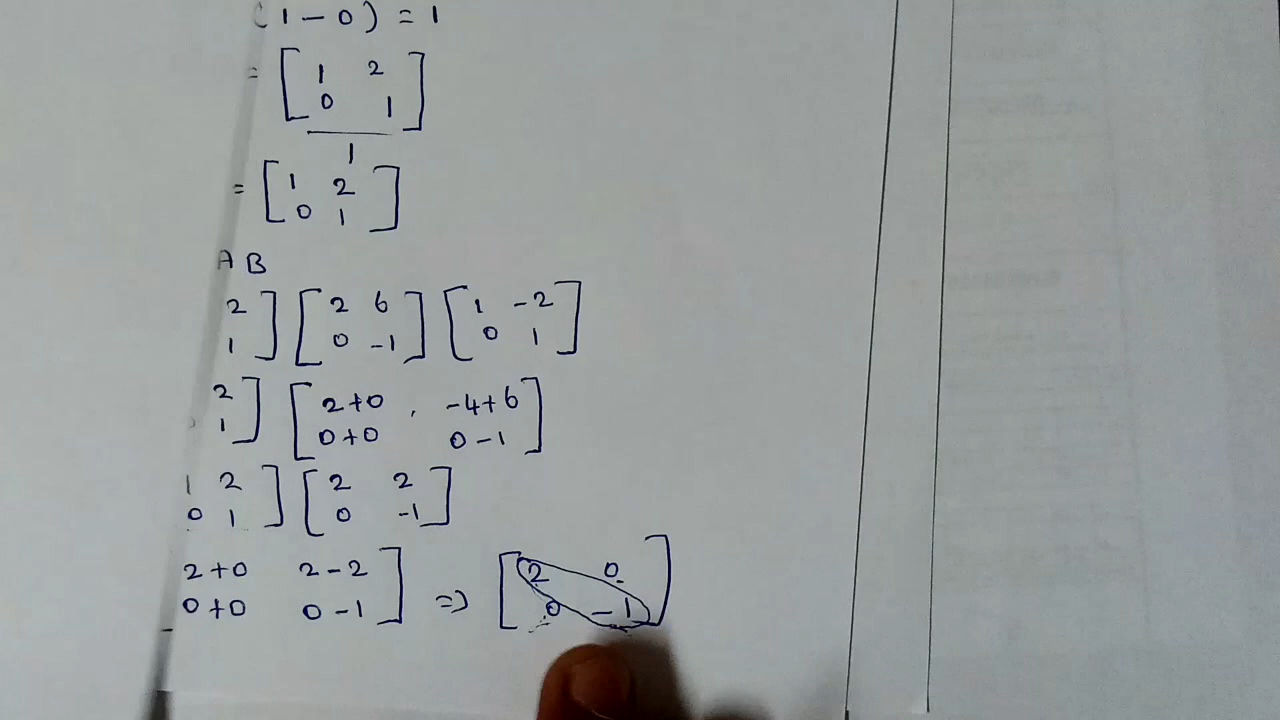 (1-0) = 1
= [ 1 2
0 1 ]
1
= [ 1 2
0 1 ]
A B
2 ] [ 2 6 ] [ 1 -2 ]
1 ] [ 0 -1 ] [ 0 1 ]
2 ] [ 2+0 , -4+6 ]
1 ] [ 0+0 0-1 ]
1 2 ] [ 2 2 ]
0 1 ] [ 0 -1 ]
2+0 2-2 ] => [ 2 0 ]
0+0 0-1 ] [ 0 -1 ]